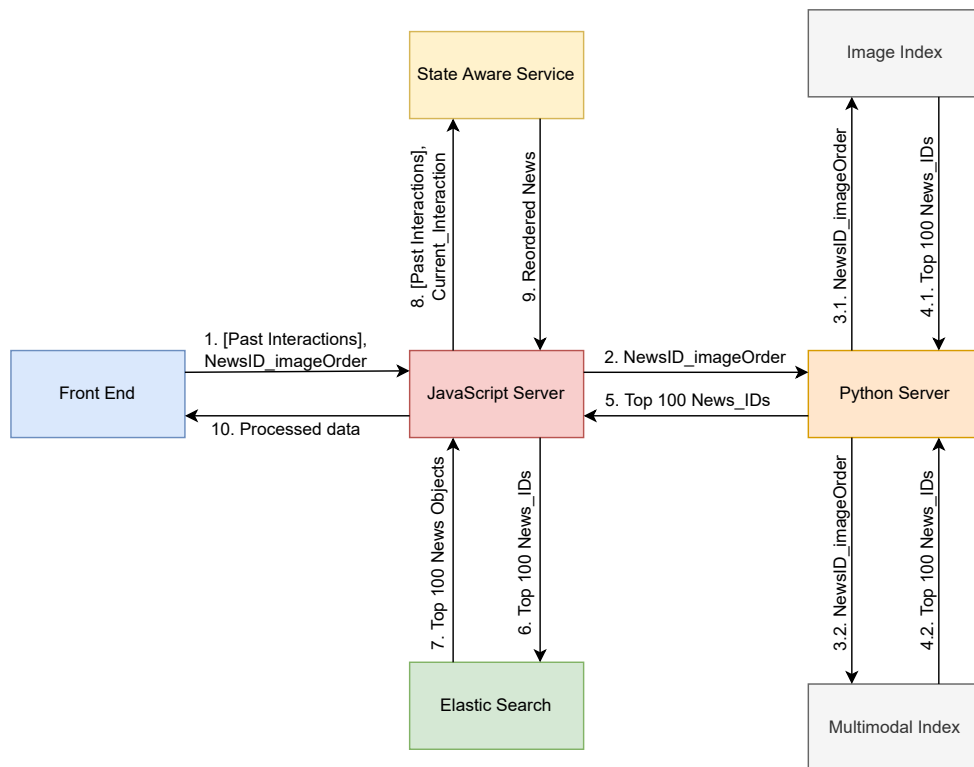 State Aware Service
Image Index
8. [Past Interactions],
Current_Interaction
9. Reordered News
3.1. NewsID_imageOrder
4.1. Top 100 News_IDs
1. [Past Interactions],
NewsID_imageOrder
2. NewsID_imageOrder
Front End
JavaScript Server
Python Server
5. Top 100 News_IDs
10. Processed data
7. Top 100 News Objects
6. Top 100 News_IDs
3.2. NewsID_imageOrder
4.2. Top 100 News_IDs
Elastic Search
Multimodal Index